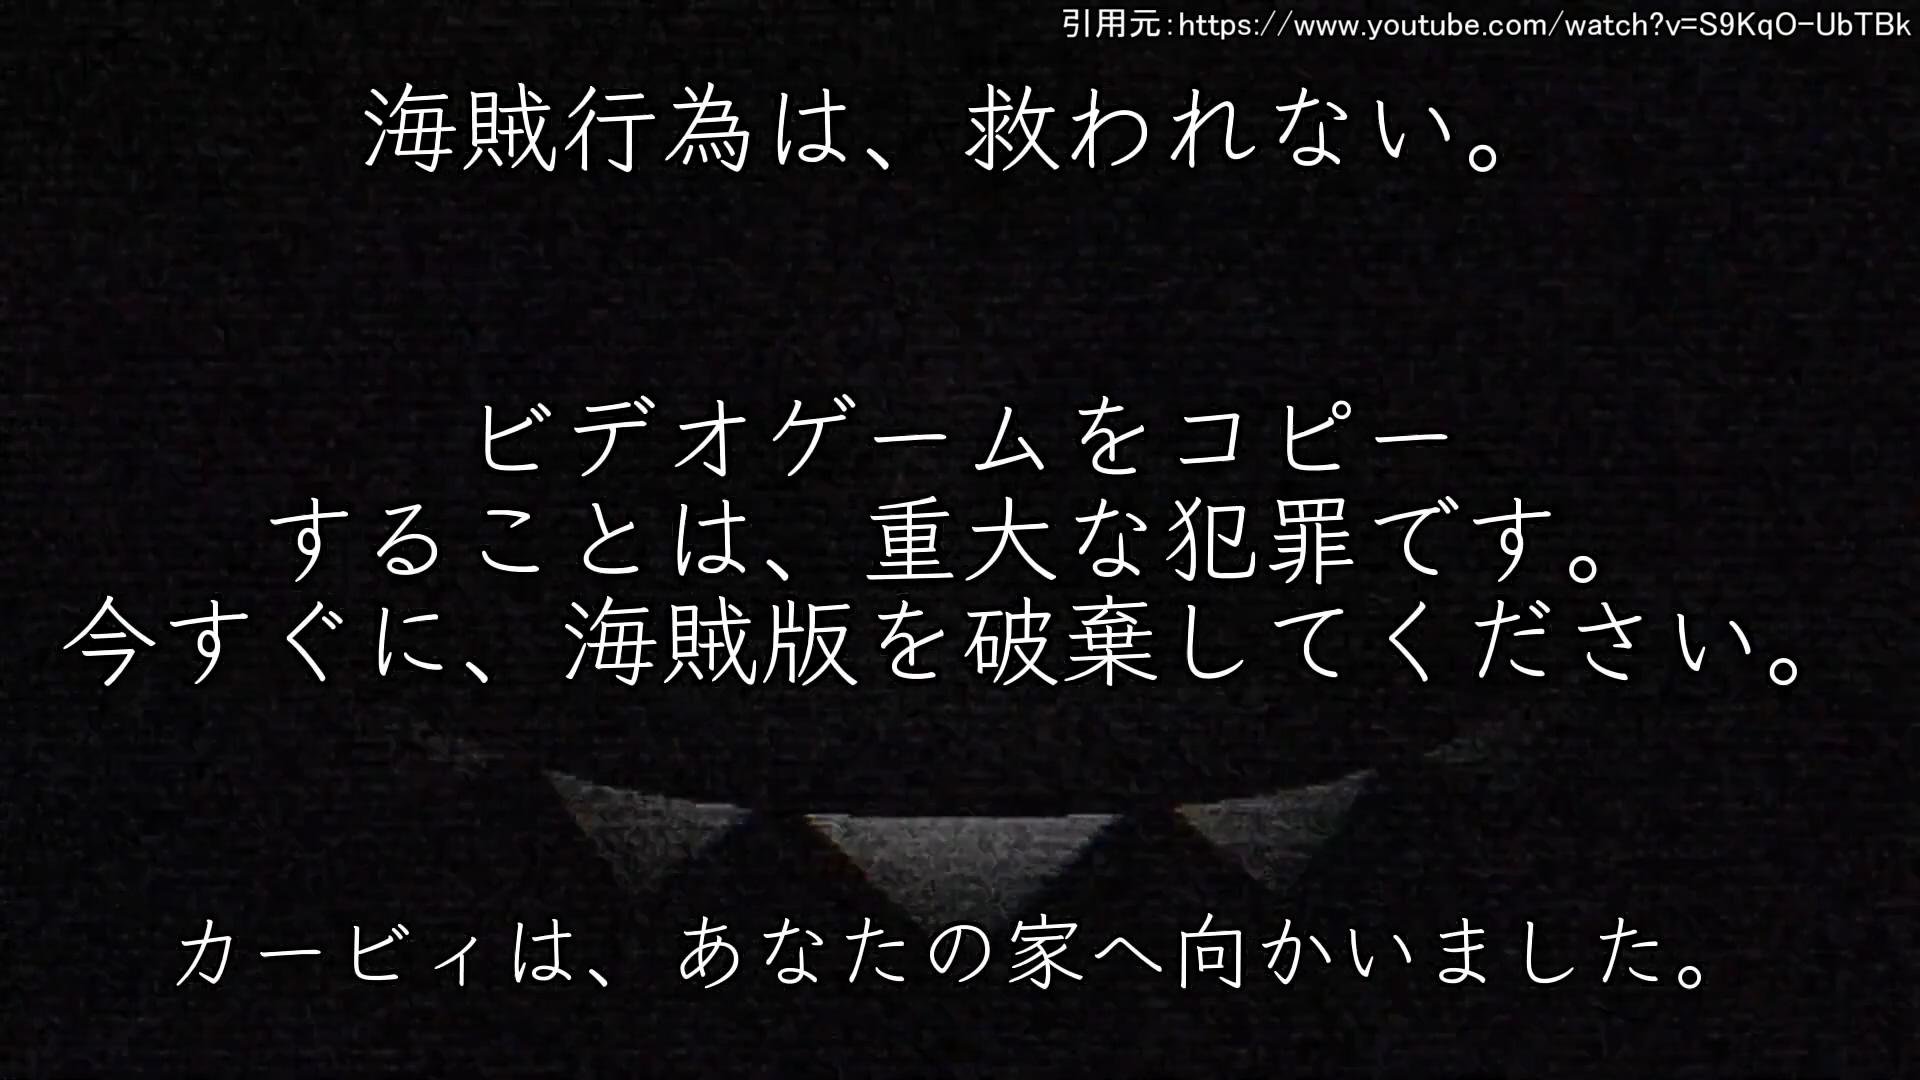 引用元：https://www.youtube.com/watch?v=S9KqO-UbTBk
海賊行為は、救われない。
ビデオゲームをコピー
することは、重大な犯罪です。
今すぐに、海賊版を破棄してください。
カービィは、あなたの家へ向かいました。